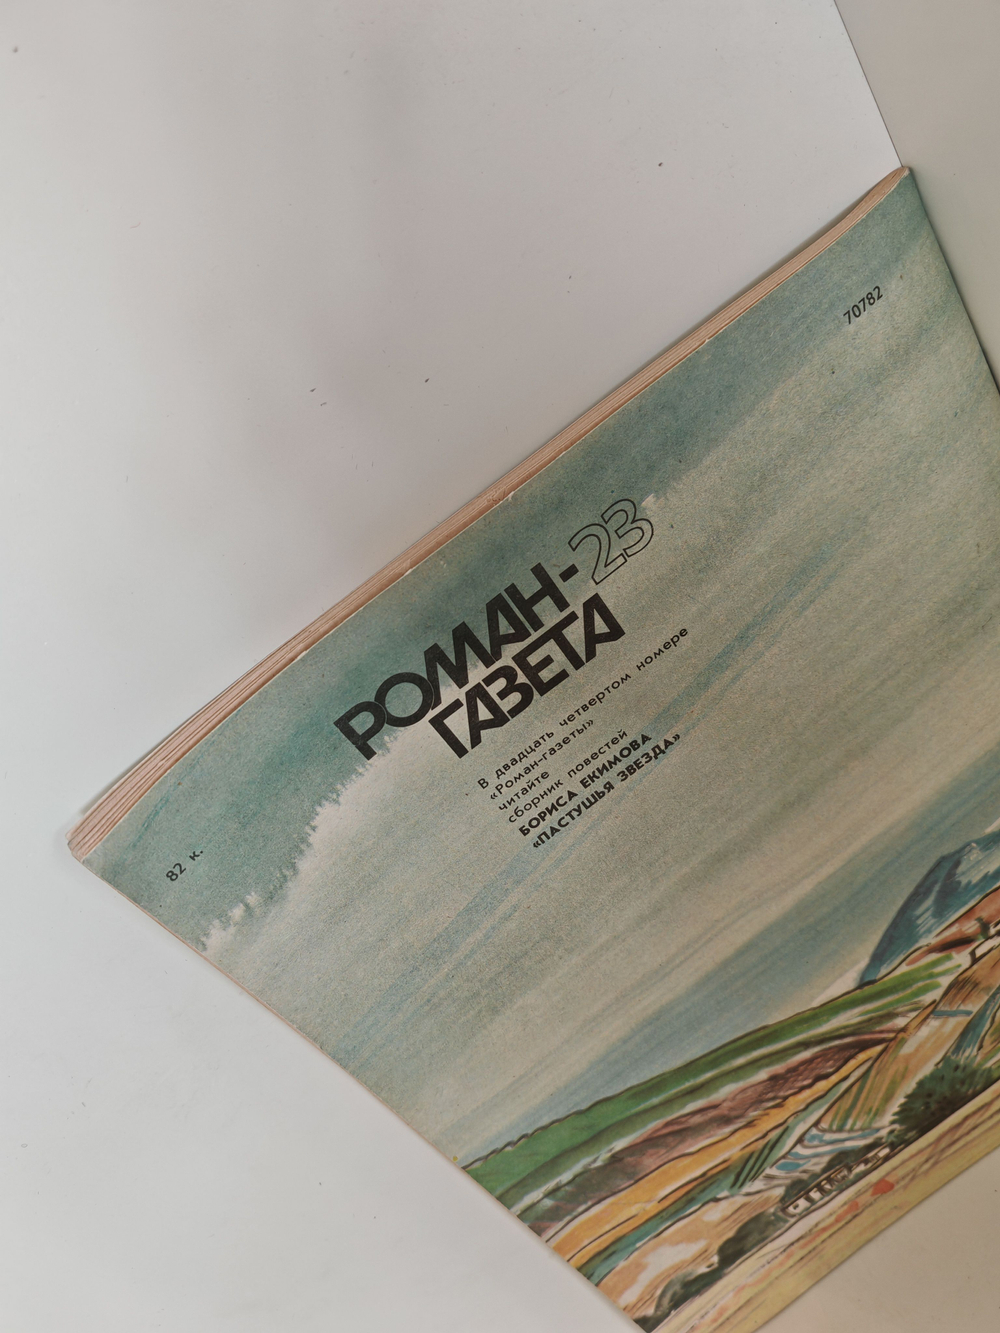 82 к.
70782
РОМАН-23
ГАЗЕТА
В двадцать четвертом номере
«Роман-газеты»
читайте
сборник повестей
БОРИСА ЕКИМОВА
«ПАСТУШЬЯ ЗВЕЗДА»